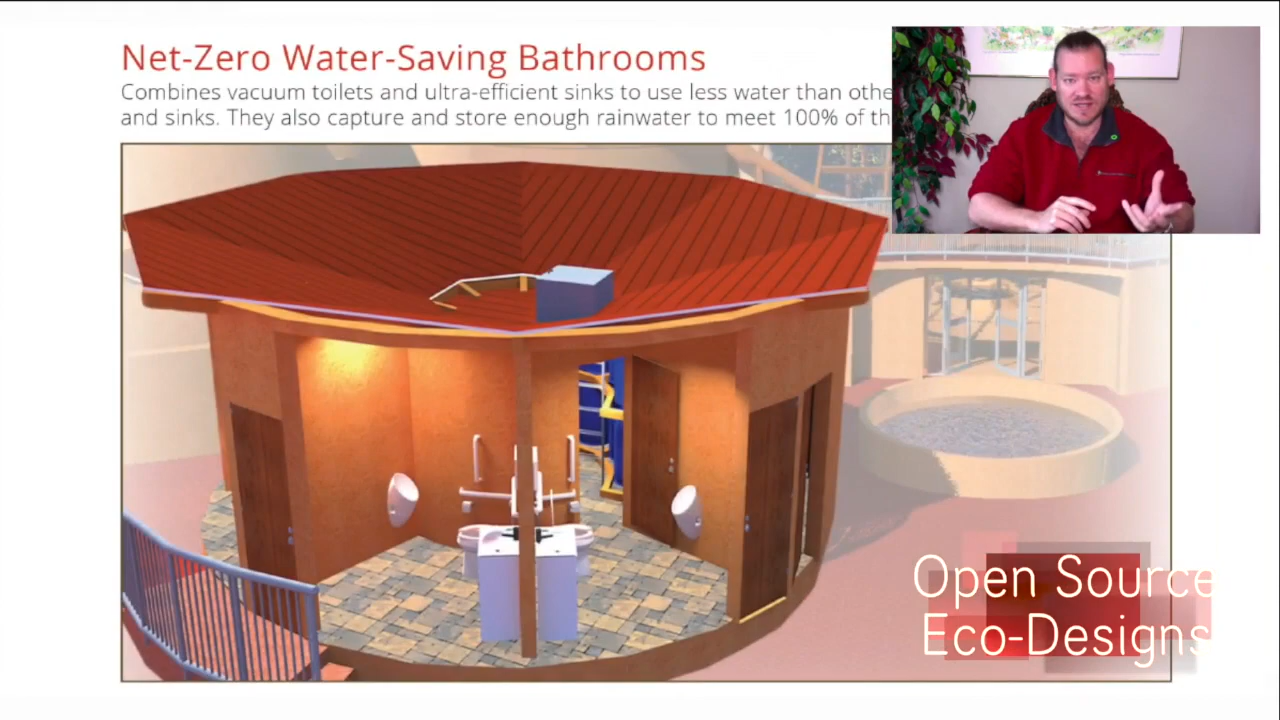 Net-Zero Water-Saving Bathrooms
Combines vacuum toilets and ultra-efficient sinks to use less water than othe
and sinks. They also capture and store enough rainwater to meet 100% of th
Open Source
Eco-Designs